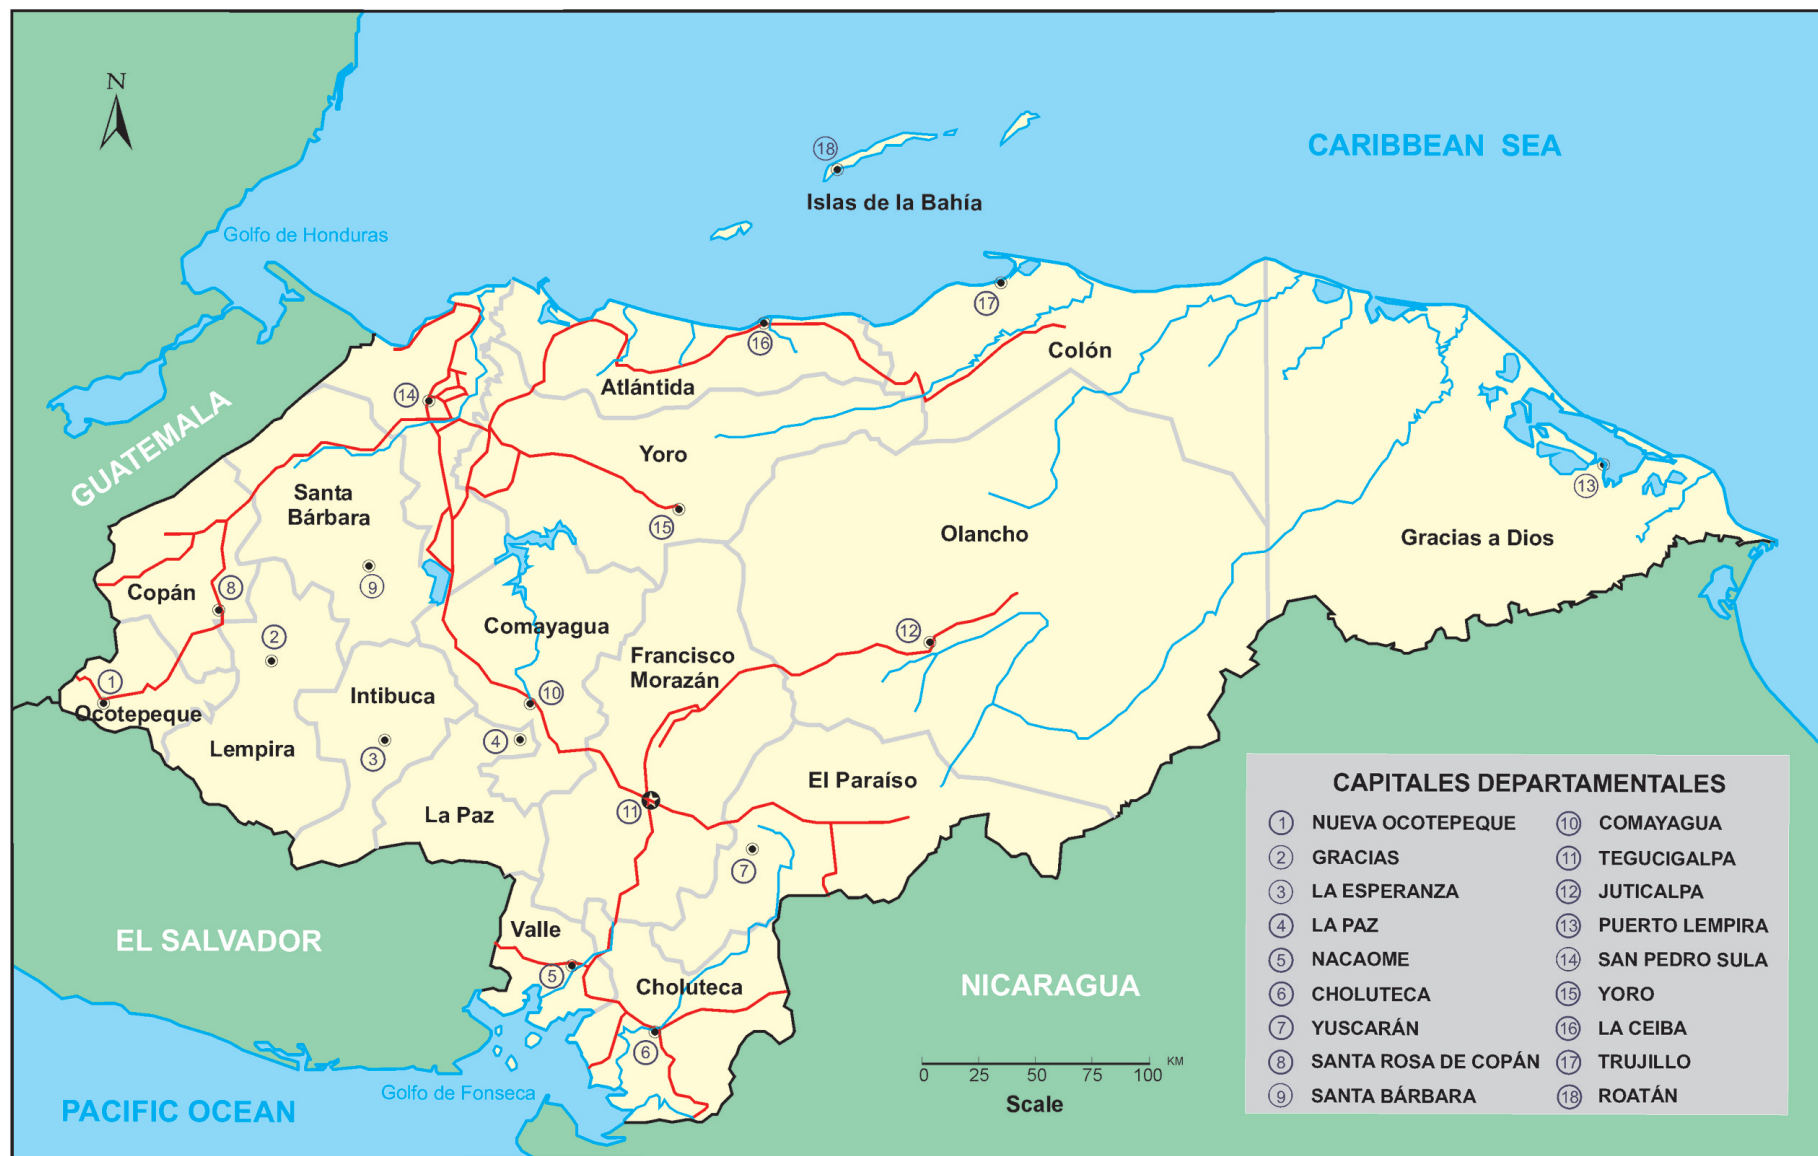 N
CARIBBEAN SEA
18
Islas de la Bahía
Golfo de Honduras
17
16
Colón
Atlántida
14
GUATEMALA
Yoro
13
Santa
Bárbara
15
Olancho
Gracias a Dios
Copán
8
9
2
Comayagua
12
Francisco
Morazán
1
Intibuca
10
Ocotepeque
Lempira
3
4
El Paraíso
La Paz
11
7
EL SALVADOR
Valle
5
Choluteca
NICARAGUA
6
Golfo de Fonseca
PACIFIC OCEAN
KM
0 25 50 75 100
Scale
CAPITALES DEPARTAMENTALES
1 NUEVA OCOTEPEQUE
2 GRACIAS
3 LA ESPERANZA
4 LA PAZ
5 NACAOME
6 CHOLUTECA
7 YUSCARÁN
8 SANTA ROSA DE COPÁN
9 SANTA BÁRBARA
10 COMAYAGUA
11 TEGUCIGALPA
12 JUTICALPA
13 PUERTO LEMPIRA
14 SAN PEDRO SULA
15 YORO
16 LA CEIBA
17 TRUJILLO
18 ROATÁN